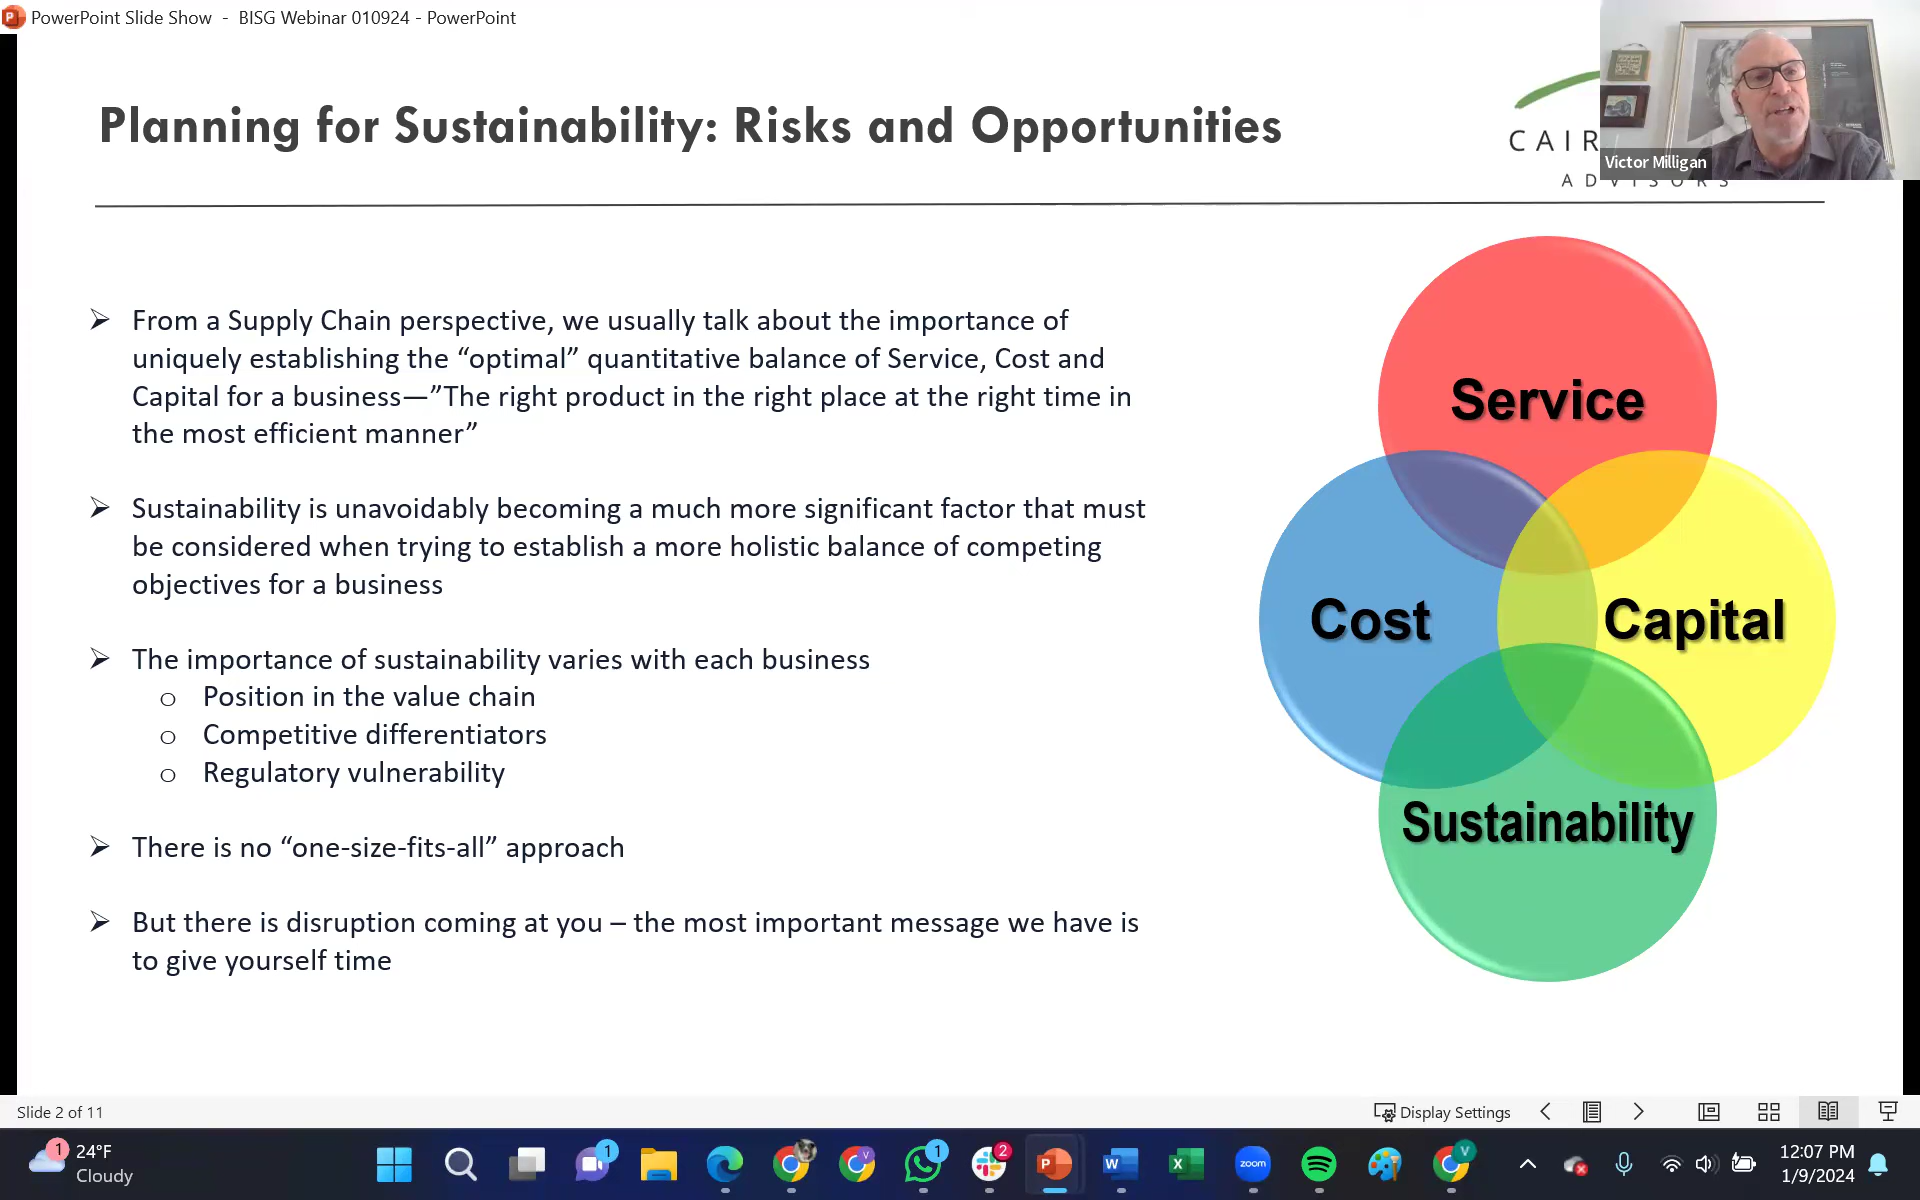 PowerPoint Slide Show - BISG Webinar 010924 - PowerPoint
Planning for Sustainability: Risks and Opportunities
ADVISORS
Victor Milligan
➢ From a Supply Chain perspective, we usually talk about the importance of
uniquely establishing the “optimal” quantitative balance of Service, Cost and
Capital for a business—”The right product in the right place at the right time in
the most efficient manner”
➢ Sustainability is unavoidably becoming a much more significant factor that must
be considered when trying to establish a more holistic balance of competing
objectives for a business
➢ The importance of sustainability varies with each business
o Position in the value chain
o Competitive differentiators
o Regulatory vulnerability
➢ There is no “one-size-fits-all” approach
➢ But there is disruption coming at you – the most important message we have is
to give yourself time
Service
Cost
Capital
Sustainability
Slide 2 of 11
Display Settings
1
24°F
Cloudy
1
V
1
2
P
W
X
zoom
V
12:07 PM
1/9/2024